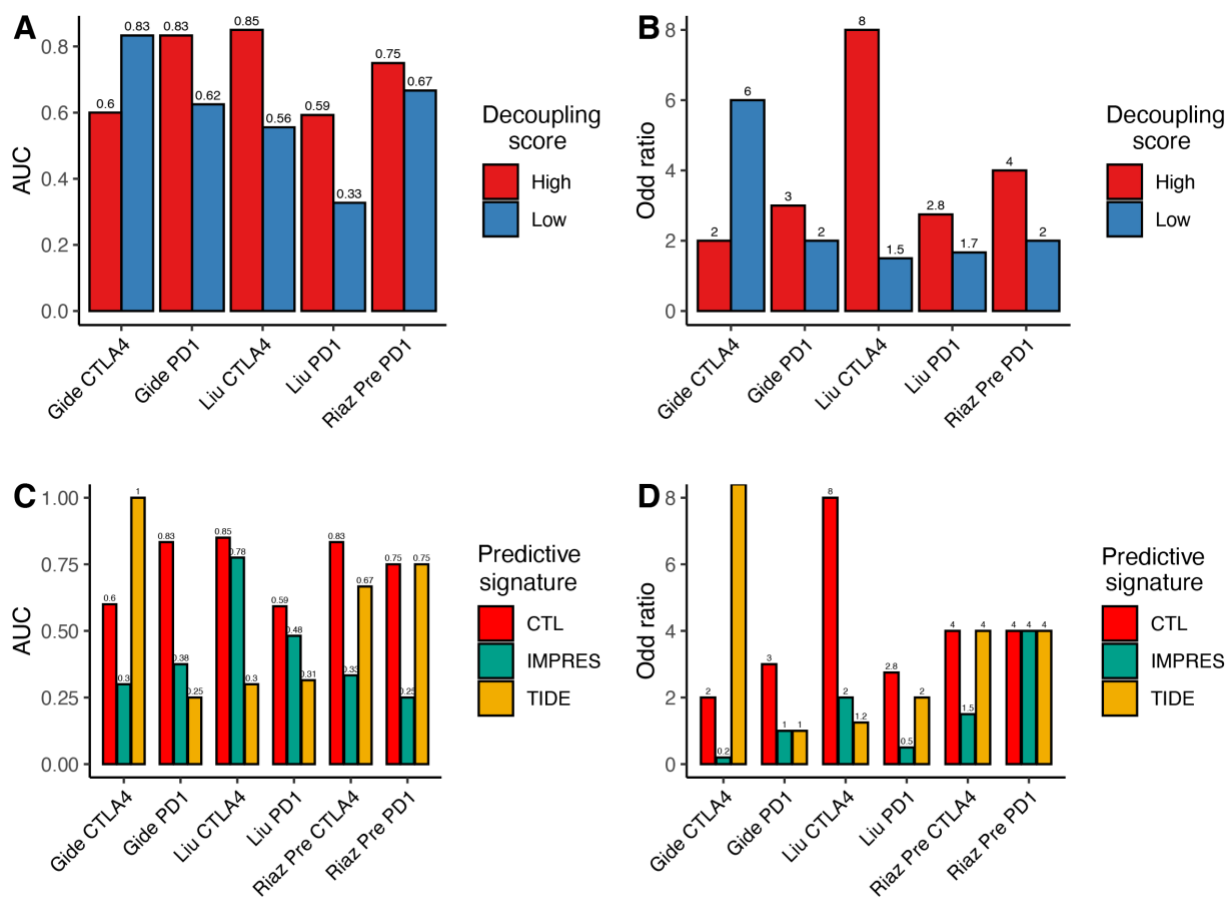 A
AUC
0.8
0.6
0.4
0.2
0.0
0.6
0.83
0.83
0.62
0.85
0.56
0.59
0.33
0.75
0.67
Gide CTLA4
Gide PD1
Liu CTLA4
Liu PD1
Riaz Pre PD1
Decoupling
score
High
Low
B
Odd ratio
8
6
4
2
0
2
6
3
2
8
1.5
2.8
1.7
4
2
Gide CTLA4
Gide PD1
Liu CTLA4
Liu PD1
Riaz Pre PD1
Decoupling
score
High
Low
C
AUC
1.00
0.75
0.50
0.25
0.00
0.6
0.3
1
0.83
0.38
0.25
0.85
0.78
0.3
0.59
0.48
0.31
0.83
0.33
0.67
0.75
0.25
0.75
Gide CTLA4
Gide PD1
Liu CTLA4
Liu PD1
Riaz Pre CTLA4
Riaz Pre PD1
Predictive
signature
CTL
IMPRES
TIDE
D
Odd ratio
8
6
4
2
0
2
0.2
3
1
1
8
2
1.2
2.8
0.5
2
4
1.5
4
4
4
4
Gide CTLA4
Gide PD1
Liu CTLA4
Liu PD1
Riaz Pre CTLA4
Riaz Pre PD1
Predictive
signature
CTL
IMPRES
TIDE